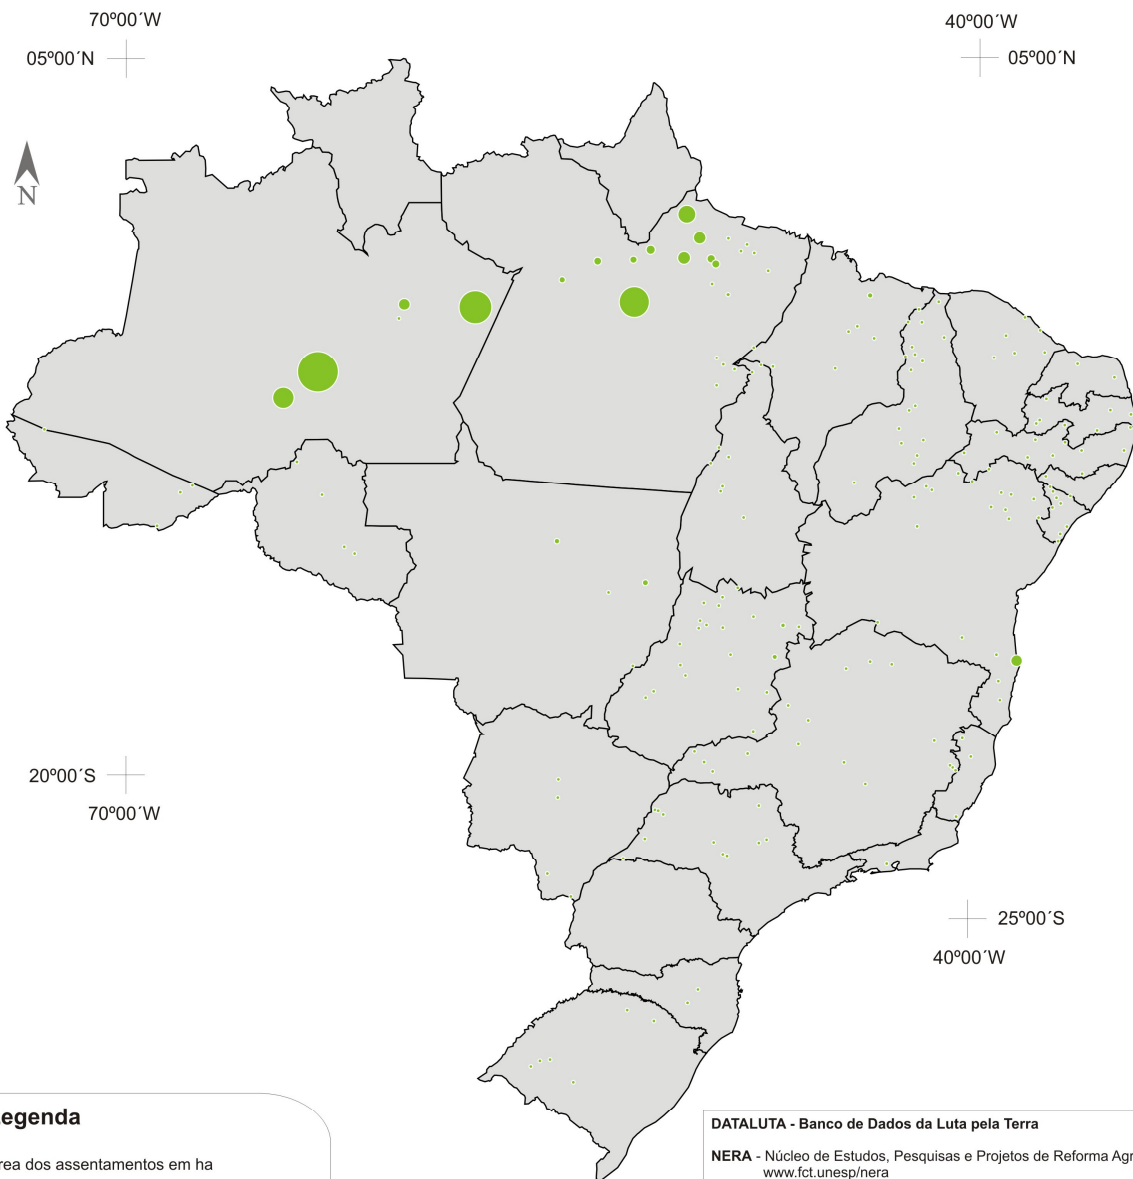 70º00´W
40º00´W
05º00´N
05º00´N
N
20º00´S
70º00´W
25º00´S
40º00´W
egenda
rea dos assentamentos em ha
DATALUTA - Banco de Dados da Luta pela Terra
NERA - Núcleo de Estudos, Pesquisas e Projetos de Reforma Agr
www.fct.unesp/nera